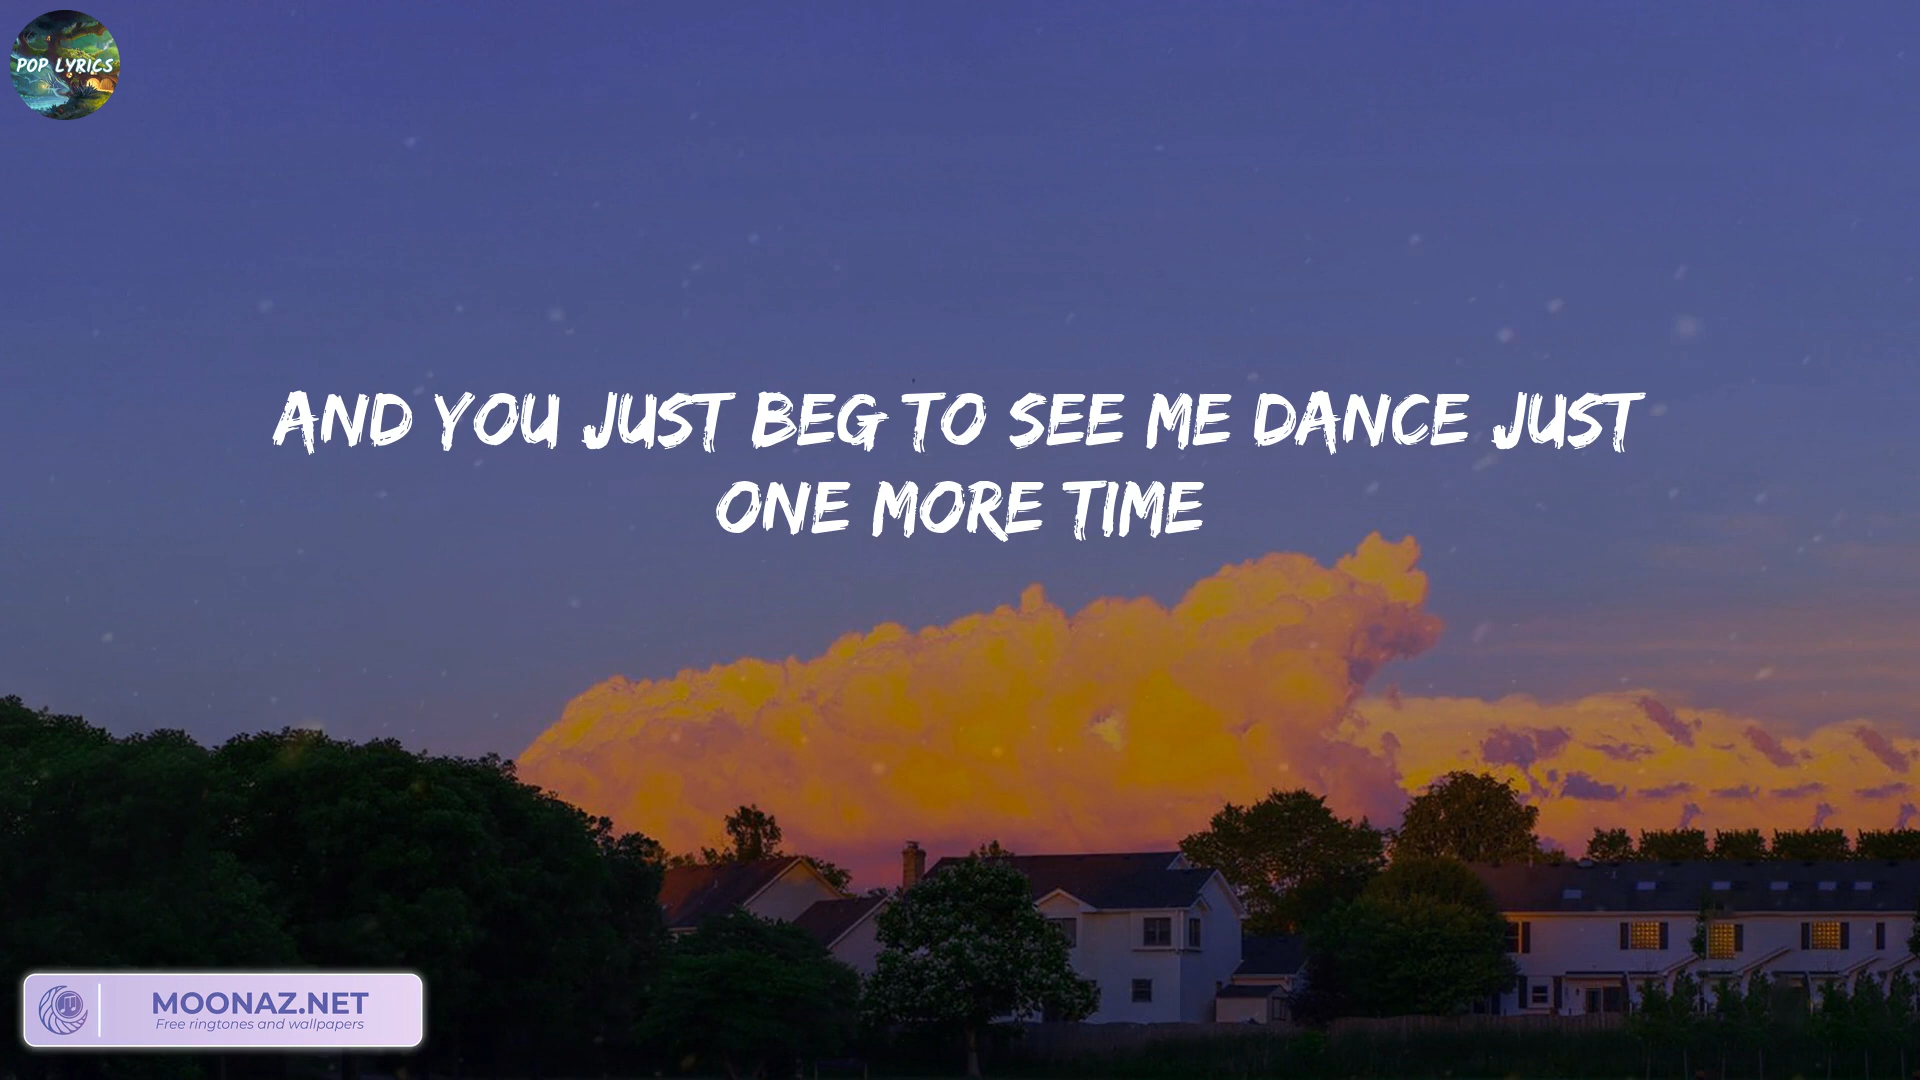 POP LYRICS
AND YOU JUST BEG TO SEE ME DANCE JUST
ONE MORE TIME
MOONAZ.NET
Free ringtones and wallpapers